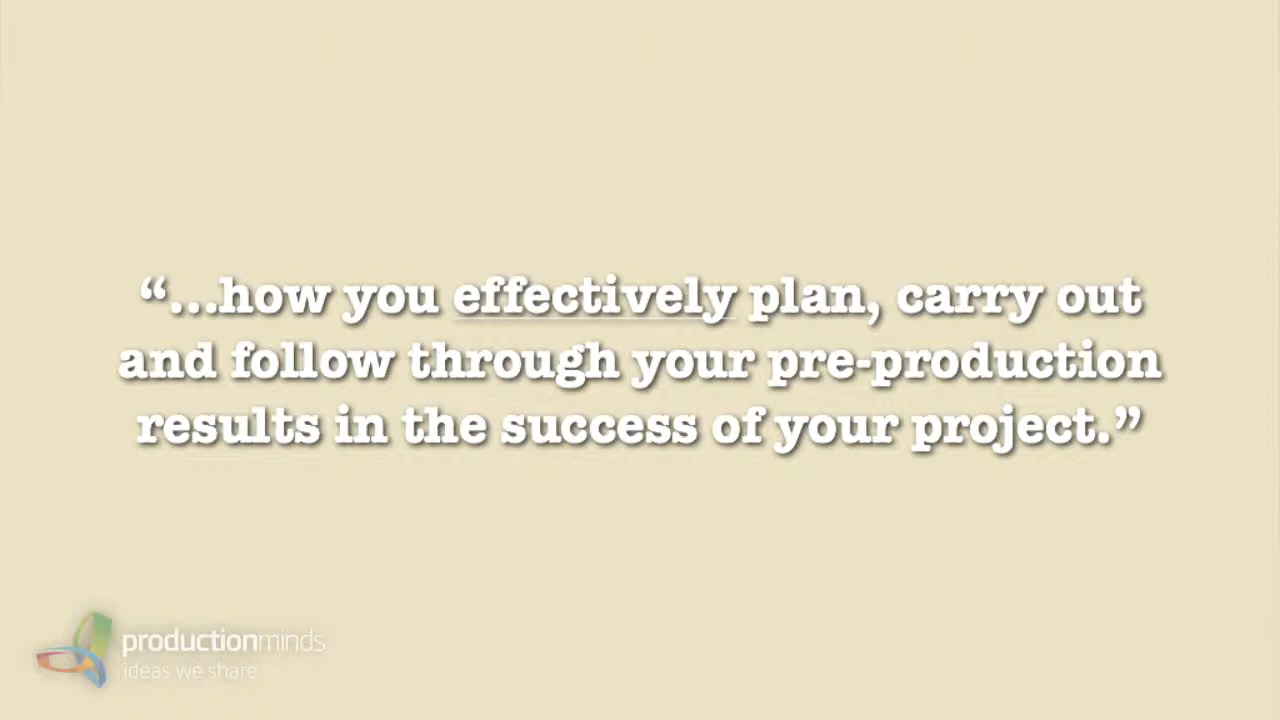 “...how you effectively plan, carry out
and follow through your pre-production
results in the success of your project.”
productionminds
ideas we share